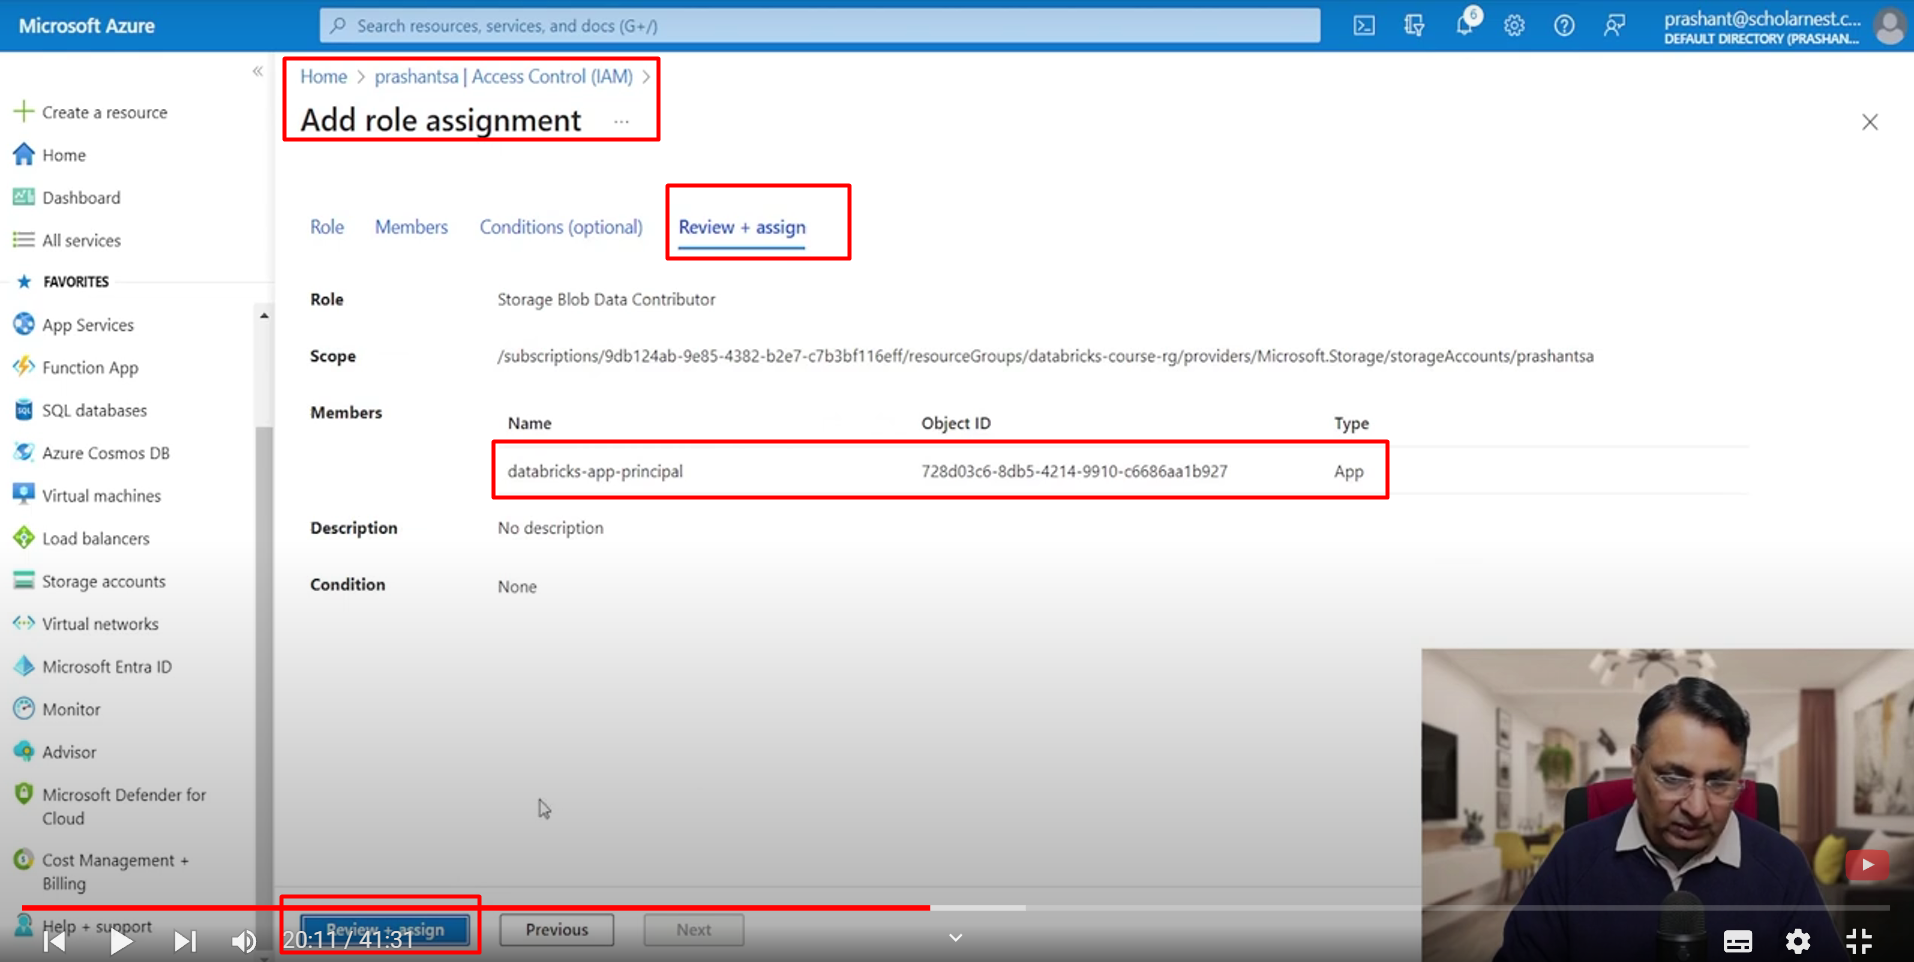 Microsoft Azure
Search resources, services, and docs (G+/)
6
prashant@scholarnest.c...
DEFAULT DIRECTORY (PRASHAN...
Home > prashantsa | Access Control (IAM) >
Add role assignment ...
Create a resource
Home
Dashboard
All services
FAVORITES
App Services
Function App
SQL databases
Azure Cosmos DB
Virtual machines
Load balancers
Storage accounts
Virtual networks
Microsoft Entra ID
Monitor
Advisor
Microsoft Defender for
Cloud
Cost Management +
Billing
Help + support
Role Members Conditions (optional) Review + assign
Role Storage Blob Data Contributor
Scope /subscriptions/9db124ab-9e85-4382-b2e7-c7b3bf116eff/resourceGroups/databricks-course-rg/providers/Microsoft.Storage/storageAccounts/prashantsa
Members
Name Object ID Type
databricks-app-principal 728d03c6-8db5-4214-9910-c6686aa1b927 App
Description No description
Condition None
Review + assign Previous Next
20:11 / 41:31